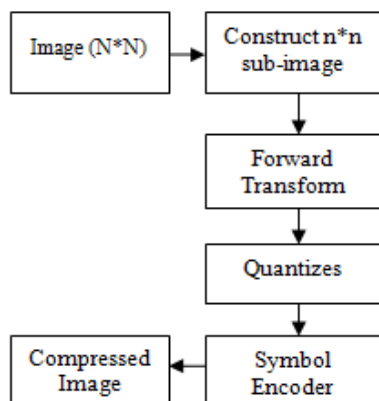 Image (N*N)
Construct n*n
sub-image
Forward
Transform
Quantizes
Symbol
Encoder
Compressed
Image